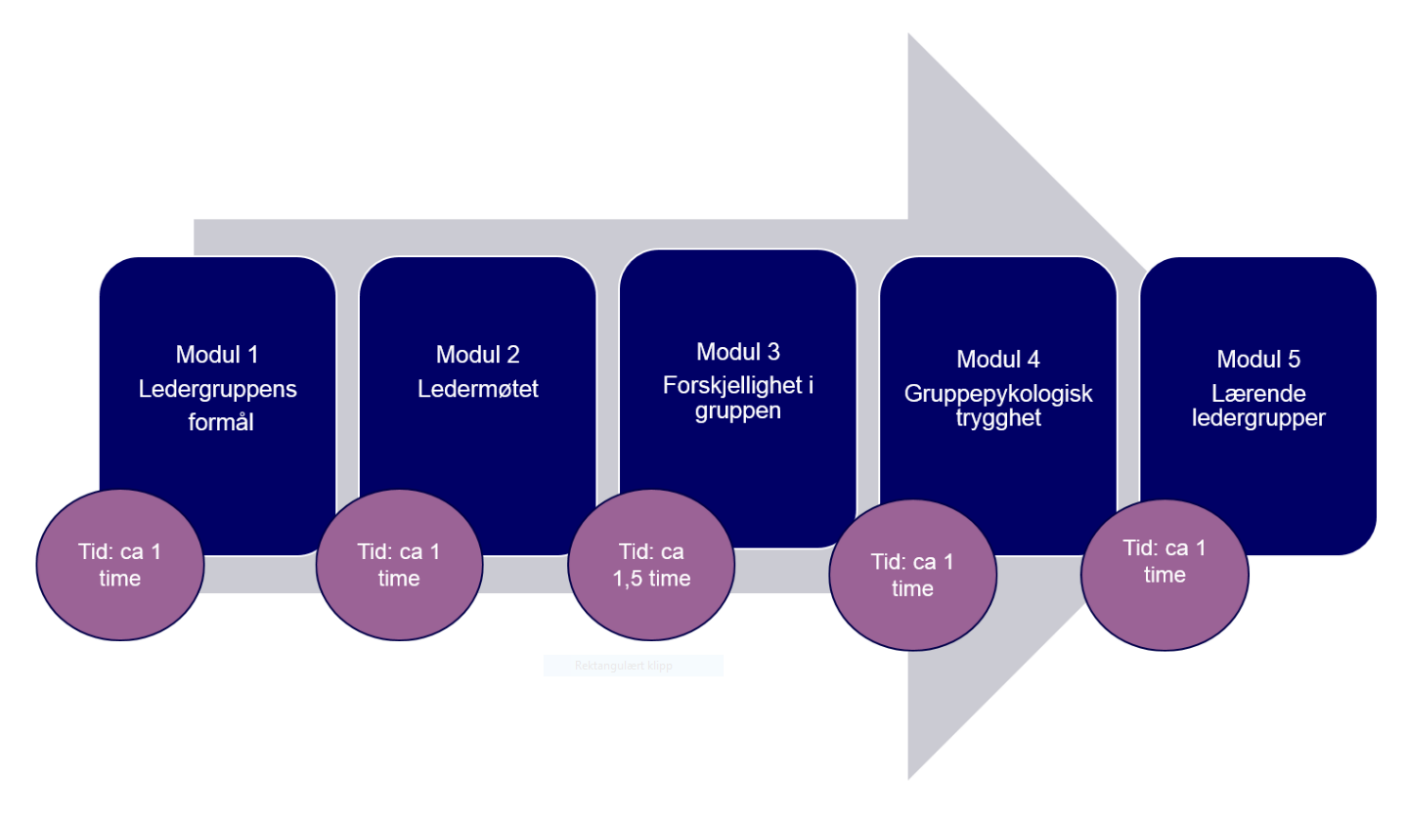 Modul 1
Ledergruppens
formål
Tid: ca 1
time
Modul 2
Ledermøtet
Tid: ca 1
time
Modul 3
Forskjellighet i
gruppen
Tid: ca
1,5 time
Modul 4
Gruppepykologisk
trygghet
Tid: ca 1
time
Modul 5
Lærende
ledergrupper
Tid: ca 1
time
Rektangulært klipp